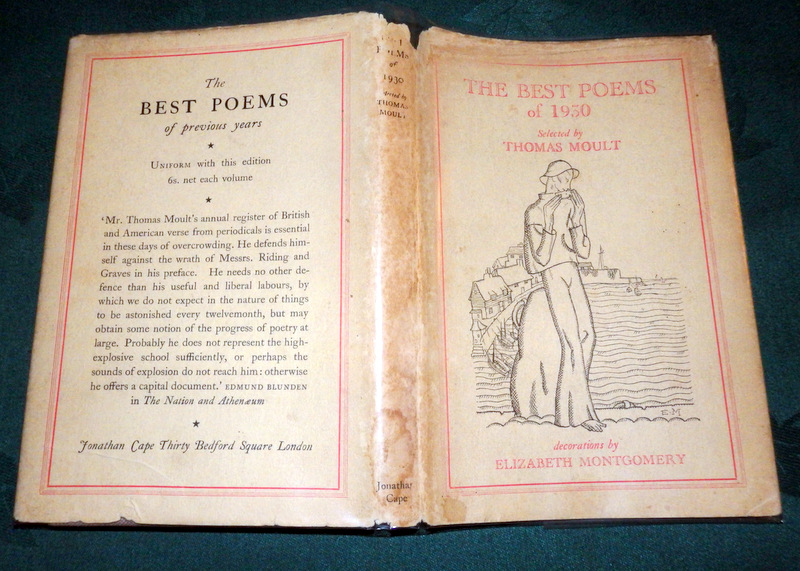 The
BEST POEMS
of previous years
★
UNIFORM with this edition
6s. net each volume
★
‘Mr. Thomas Moult's annual register of British
and American verse from periodicals is essential
in these days of overcrowding. He defends him-
self against the wrath of Messrs. Riding and
Graves in his preface. He needs no other de-
fence than his useful and liberal labours, by
which we do not expect in the nature of things
to be astonished every twelvemonth, but may
obtain some notion of the progress of poetry at
large. Probably he does not represent the high-
explosive school sufficiently, or perhaps the
sounds of explosion do not reach him: otherwise
he offers a capital document.’ EDMUND BLUNDEN
in The Nation and Athenæum
★
Jonathan Cape Thirty Bedford Square London
of
1930
by
THOMAS
MOULT
Jonathan
Cape
THE BEST POEMS
of 1930
Selected by
THOMAS MOULT
E·M
decorations by
ELIZABETH MONTGOMERY